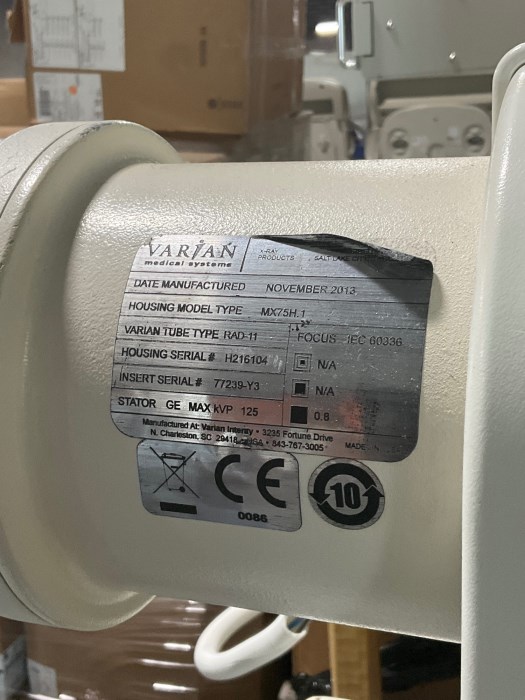 VARIAN
medical systems
X-RAY
PRODUCTS
SALT LAKE
DATE MANUFACTURED NOVEMBER 2013
HOUSING MODEL TYPE MX75H.1
VARIAN TUBE TYPE RAD-11
FOCUS IEC 60336
HOUSING SERIAL # H216104
N/A
INSERT SERIAL # 77239-Y3
N/A
STATOR GE MAX kVP 125
0.8
Manufactured At: Varian Interay • 3235 Fortune Drive
N. Charleston, SC 29418 USA • 843-767-3005
MADE
CE
0086
10